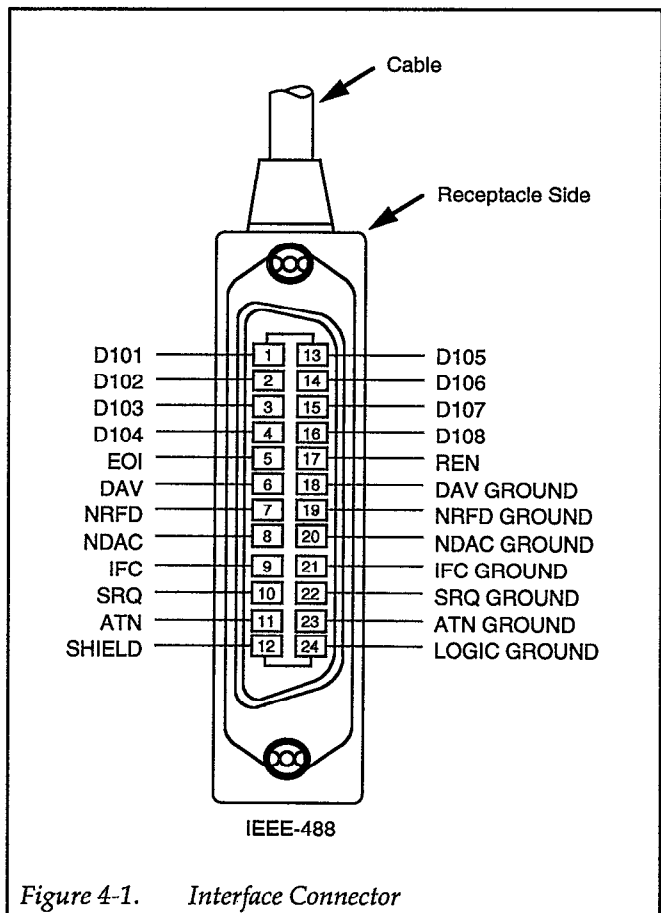 Cable
Receptacle Side
D101 1 13 D105
D102 2 14 D106
D103 3 15 D107
D104 4 16 D108
EOI 5 17 REN
DAV 6 18 DAV GROUND
NRFD 7 19 NRFD GROUND
NDAC 8 20 NDAC GROUND
IFC 9 21 IFC GROUND
SRQ 10 22 SRQ GROUND
ATN 11 23 ATN GROUND
SHIELD 12 24 LOGIC GROUND
IEEE-488
Figure 4-1. Interface Connector